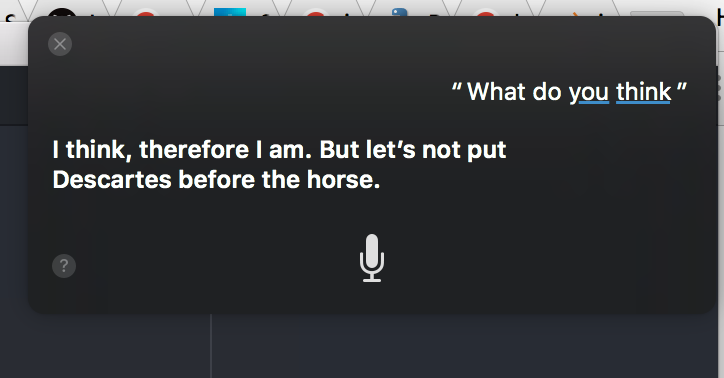 “ What do you think ”
I think, therefore I am. But let’s not put
Descartes before the horse.
?